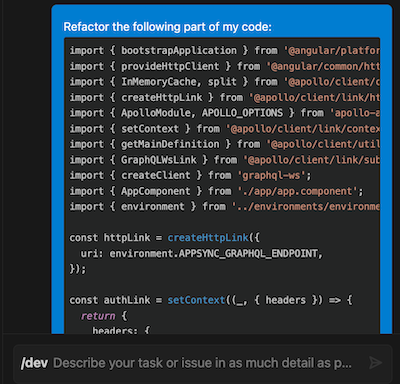 Refactor the following part of my code:
import { bootstrapApplication } from '@angular/platfor
import { provideHttpClient } from '@angular/common/htt
import { InMemoryCache, split } from '@apollo/client/c
import { createHttpLink } from '@apollo/client/link/ht
import { ApolloModule, APOLLO_OPTIONS } from 'apollo-a
import { setContext } from '@apollo/client/link/contex
import { getMainDefinition } from '@apollo/client/util
import { GraphQLWsLink } from '@apollo/client/link/sub
import { createClient } from 'graphql-ws';
import { AppComponent } from './app/app.component';
import { environment } from '../environments/environme
const httpLink = createHttpLink({
uri: environment.APPSYNC_GRAPHQL_ENDPOINT,
});
const authLink = setContext((_, { headers }) => {
return {
headers: {
/dev Describe your task or issue in as much detail as p...